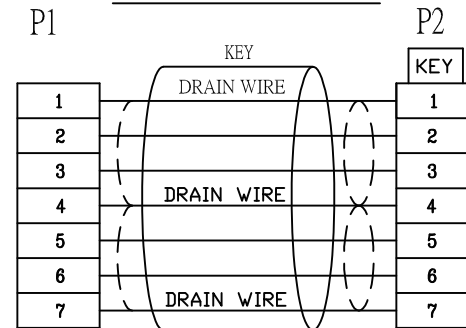 P1 P2
KEY
KEY
DRAIN WIRE
1 1
2 2
3 3
DRAIN WIRE
4 4
5 5
6 6
DRAIN WIRE
7 7